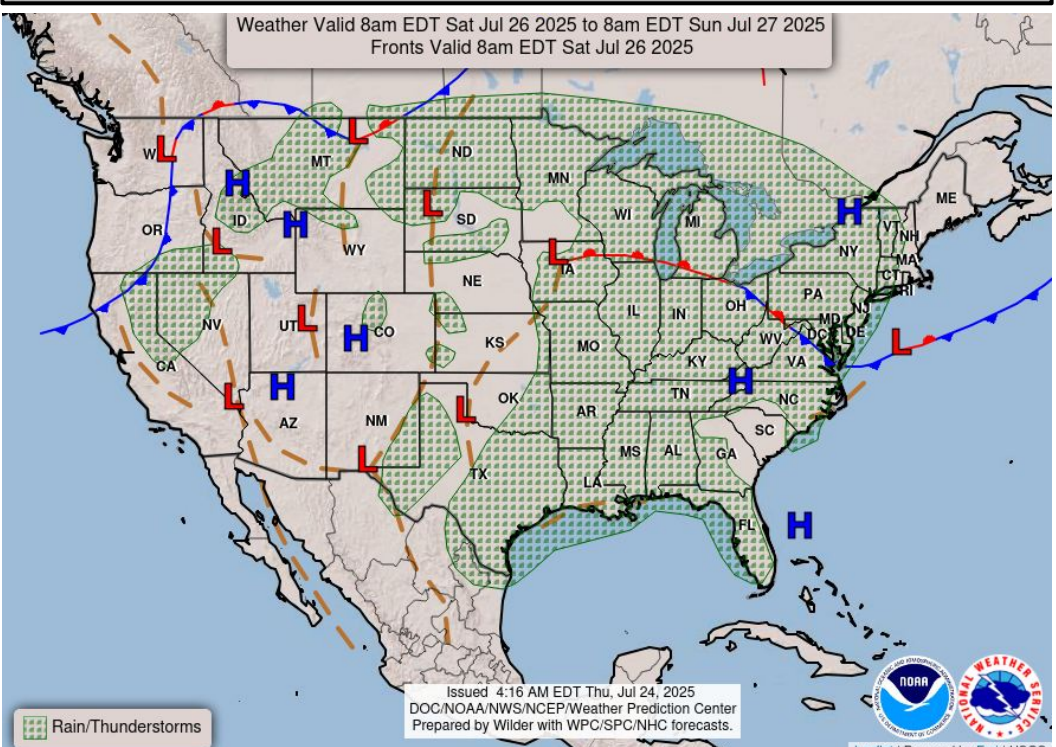 Weather Valid 8am EDT Sat Jul 26 2025 to 8am EDT Sun Jul 27 2025
Fronts Valid 8am EDT Sat Jul 26 2025
L
W
L
MT
ND
MN
ME
H
ID
H
L
SD
WI
MI
H
VT
NH
NY
MA
CT
RI
OR
L
WY
L
IA
NE
PA
NJ
OH
MD
DE
DC
IL
IN
WV
VA
L
NV
UT
L
H
CO
KS
MO
KY
CA
H
L
AZ
NM
L
OK
AR
TN
H
NC
SC
L
TX
LA
MS
AL
GA
FL
H
NOAA
NATIONAL WEATHER SERVICE
Issued 4:16 AM EDT Thu, Jul 24, 2025
DOC/NOAA/NWS/NCEP/Weather Prediction Center
Prepared by Wilder with WPC/SPC/NHC forecasts.
Rain/Thunderstorms